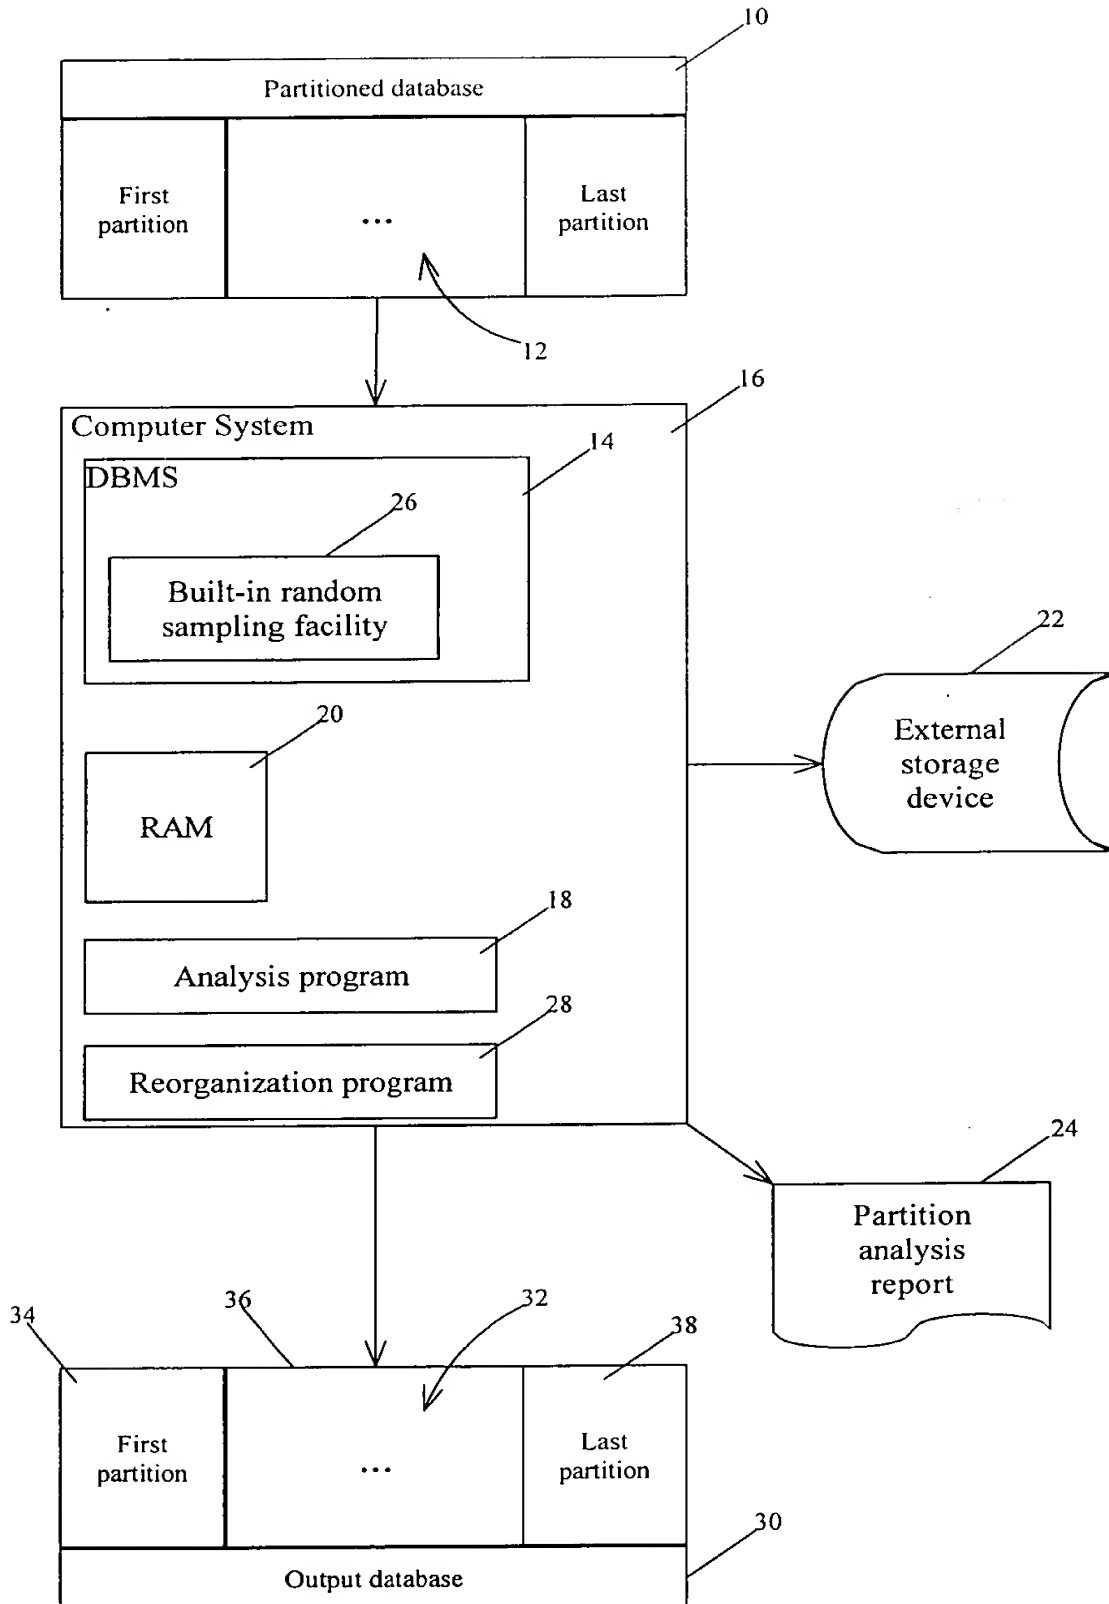 10
Partitioned database
First
partition
...
Last
partition
12
16
Computer System
14
DBMS
26
Built-in random
sampling facility
22
External
storage
device
20
RAM
18
Analysis program
28
Reorganization program
24
Partition
analysis
report
34
36
32
38
First
partition
...
Last
partition
30
Output database